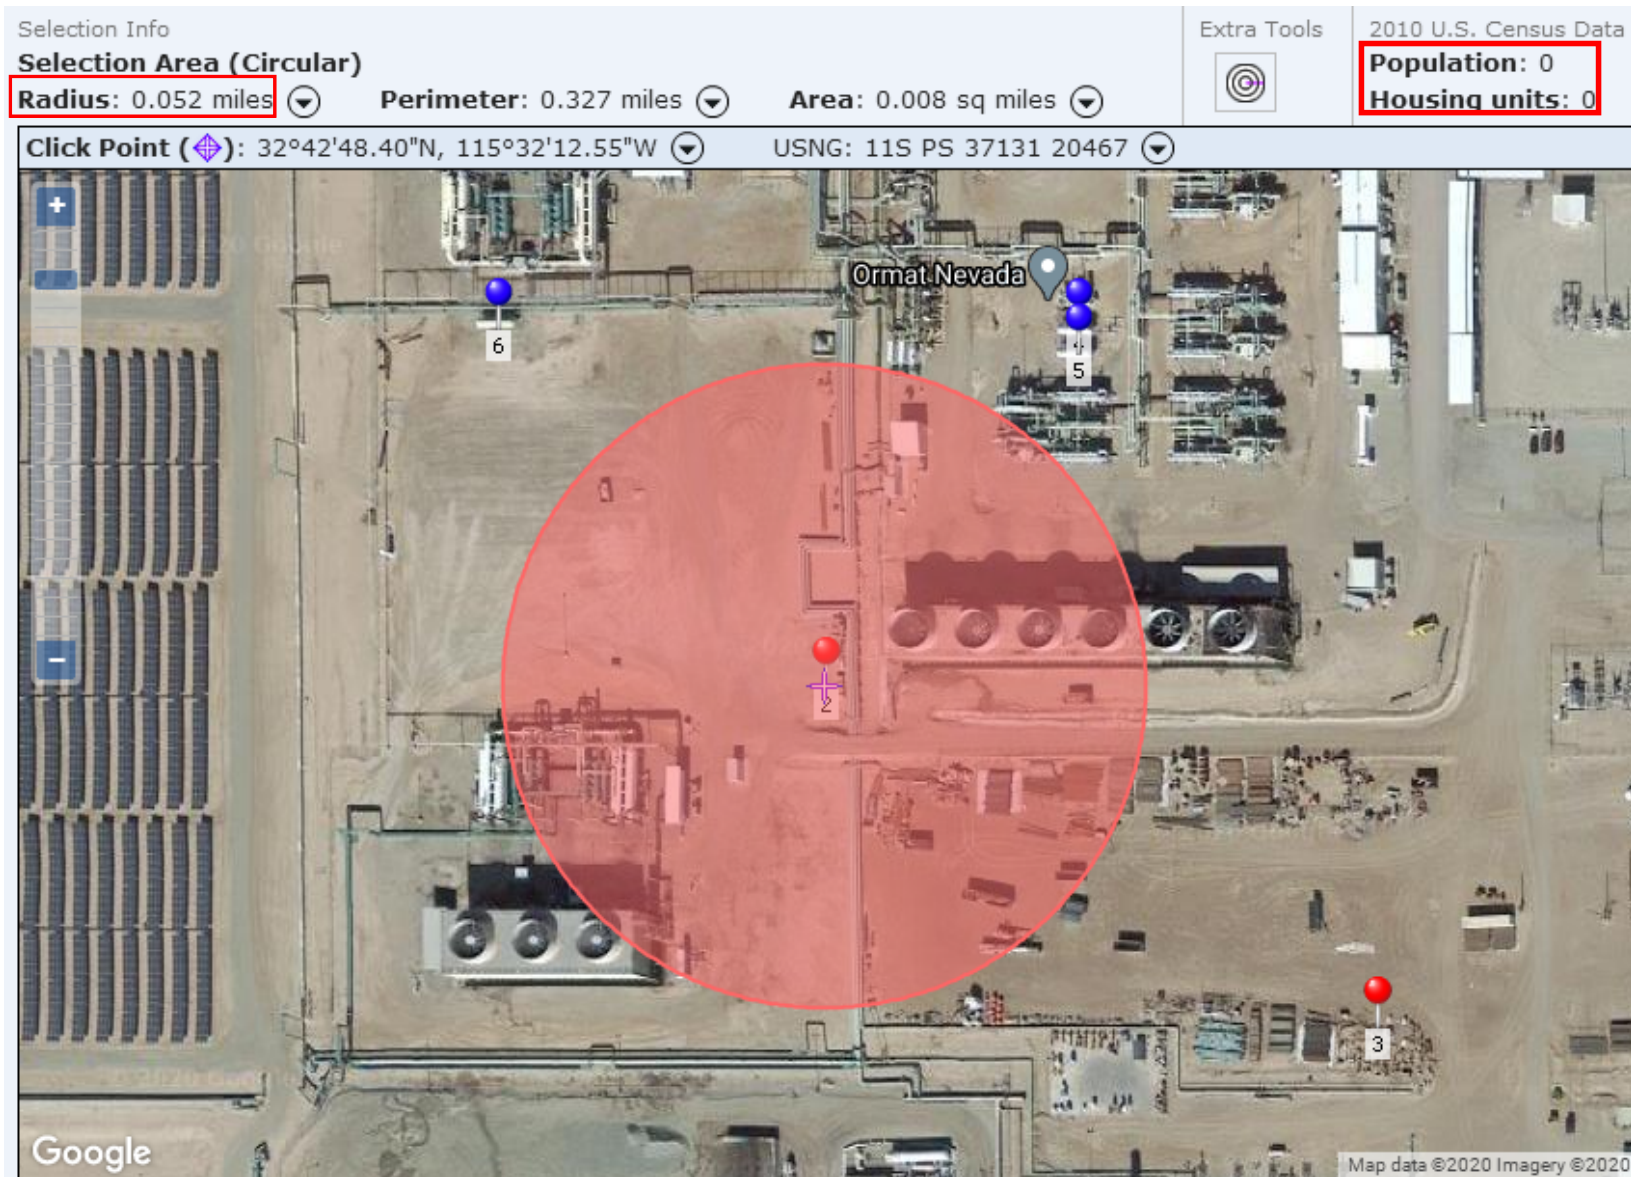 Selection Info
Selection Area (Circular)
Radius: 0.052 miles
Perimeter: 0.327 miles
Area: 0.008 sq miles
Extra Tools
2010 U.S. Census Data
Population: 0
Housing units: 0
Click Point ( ): 32°42'48.40"N, 115°32'12.55"W
USNG: 11S PS 37131 20467
+
Ormat Nevada
6
4
5
2
−
3
Google
Map data ©2020 Imagery ©2020